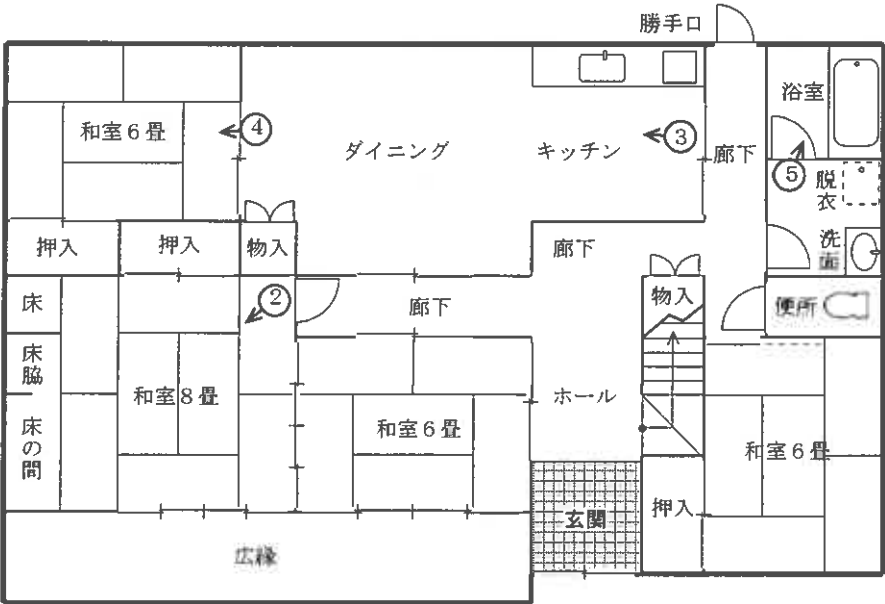 勝手口
浴室
和室6畳
④
③
ダイニング
キッチン
廊下
⑤
脱衣
押入
押入
物入
廊下
洗面
床
②
廊下
物入
便所
床脇
和室8畳
ホール
床の間
和室6畳
和室6畳
押入
玄関
広縁